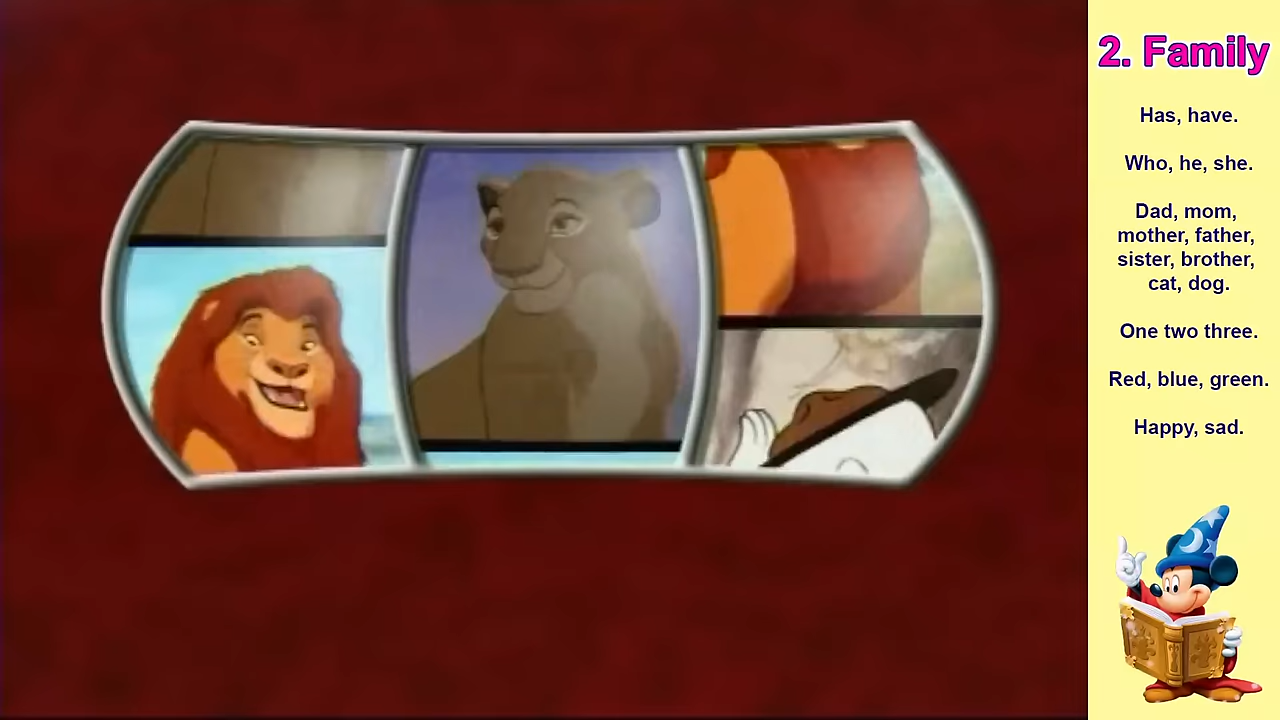 2. Family
Has, have.
Who, he, she.
Dad, mom,
mother, father,
sister, brother,
cat, dog.
One two three.
Red, blue, green.
Happy, sad.